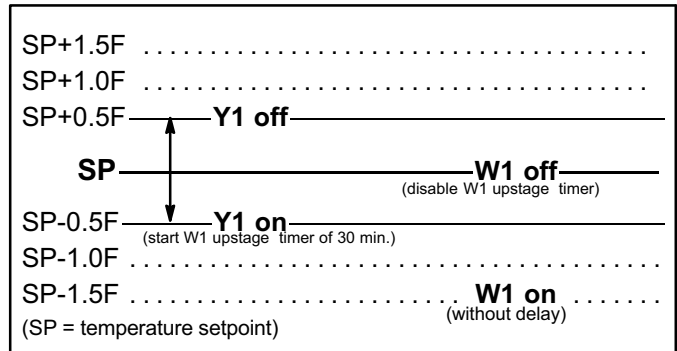 SP+1.5F . . . . . . . . . . . . . . . . . . . . . . . . . . . . . . . . . . . . . . . .
SP+1.0F . . . . . . . . . . . . . . . . . . . . . . . . . . . . . . . . . . . . . . . .
SP+0.5F Y1 off
SP W1 off
(disable W1 upstage timer)
SP-0.5F Y1 on
(start W1 upstage timer of 30 min.)
SP-1.0F . . . . . . . . . . . . . . . . . . . . . . . . . . . . . . . . . . . . . . . .
SP-1.5F . . . . . . . . . . . . . . . . . . . . . . . . . W1 on . . . . . . .
(without delay)
(SP = temperature setpoint)